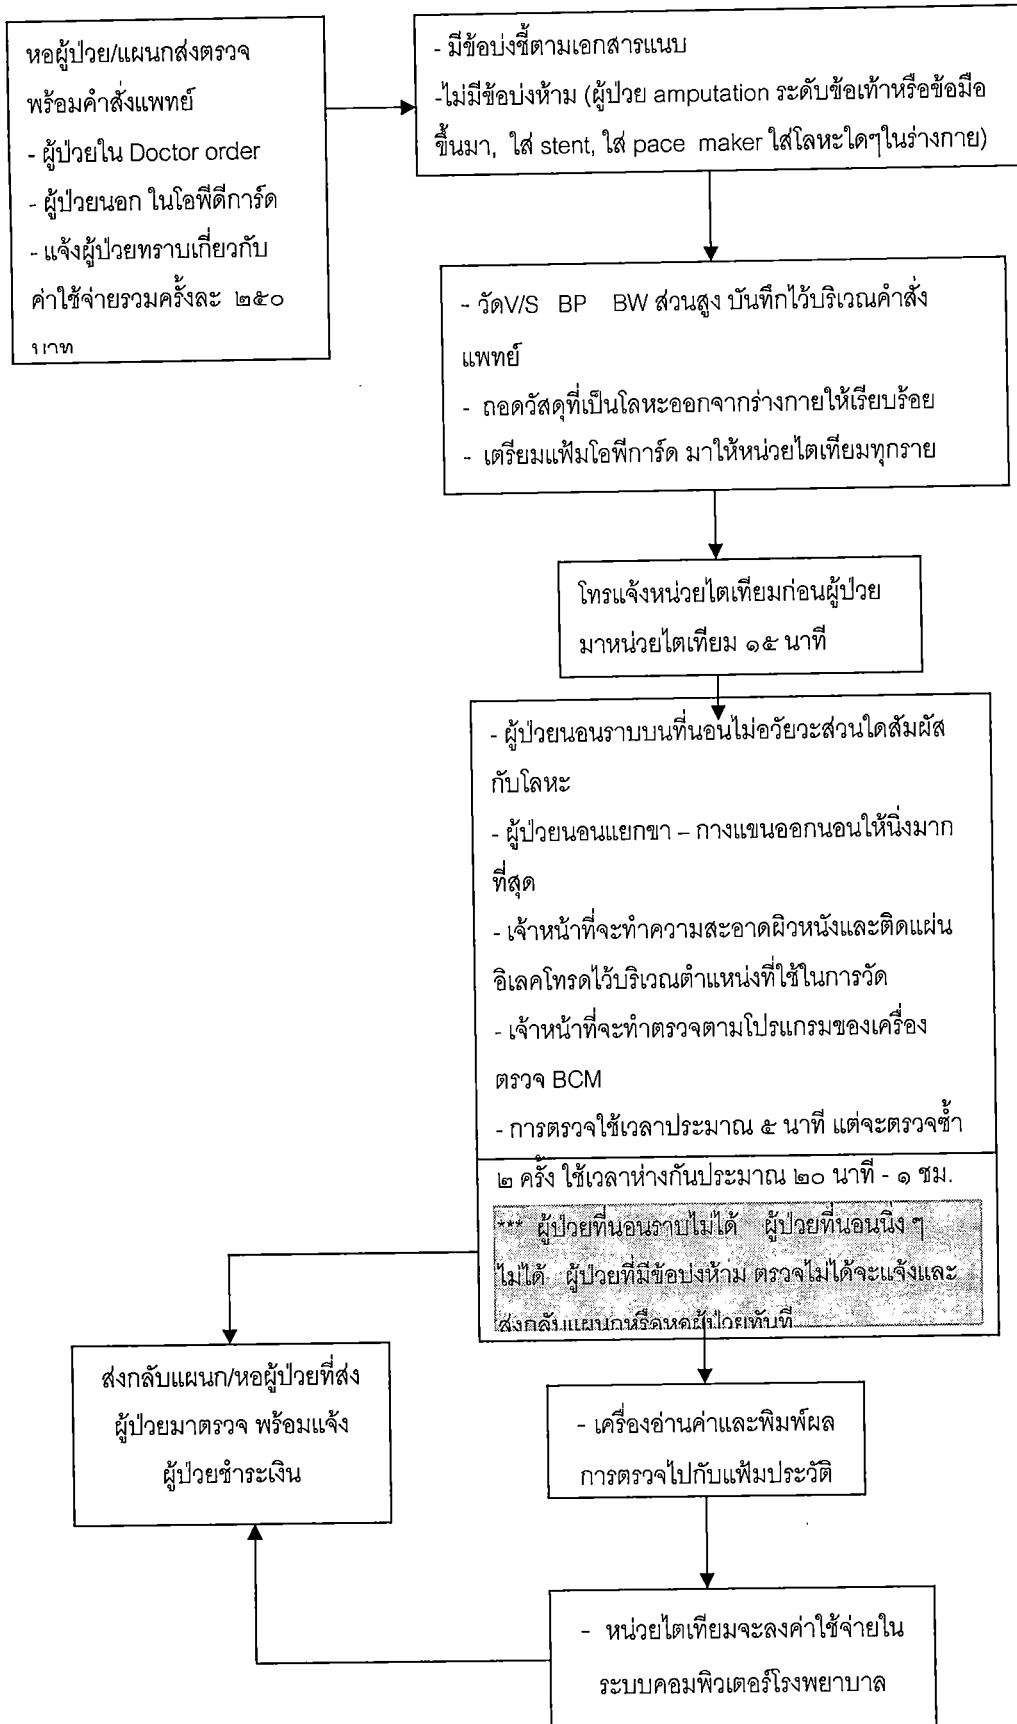 หอผู้ป่วย/แผนกส่งตรวจ
พร้อมคำสั่งแพทย์
- ผู้ป่วยใน Doctor order
- ผู้ป่วยนอก ในโอพีดีการ์ด
- แจ้งผู้ป่วยทราบเกี่ยวกับ
ค่าใช้จ่ายรวมครั้งละ ๒๕๐
บาท
- มีข้อบ่งชี้ตามเอกสารแนบ
-ไม่มีข้อบ่งห้าม (ผู้ป่วย amputation ระดับข้อเท้าหรือข้อมือ
ขึ้นมา, ใส่ stent, ใส่ pace maker ใส่โลหะใดๆในร่างกาย)
- วัดV/S BP BW ส่วนสูง บันทึกไว้บริเวณคำสั่ง
แพทย์
- ถอดวัสดุที่เป็นโลหะออกจากร่างกายให้เรียบร้อย
- เตรียมแฟ้มโอพีการ์ด มาให้หน่วยไตเทียมทุกราย
โทรแจ้งหน่วยไตเทียมก่อนผู้ป่วย
มาหน่วยไตเทียม ๑๕ นาที
- ผู้ป่วยนอนราบบนที่นอนไม่อวัยวะส่วนใดสัมผัส
กับโลหะ
- ผู้ป่วยนอนแยกขา – กางแขนออกนอนให้นิ่งมาก
ที่สุด
- เจ้าหน้าที่จะทำความสะอาดผิวหนังและติดแผ่น
อิเลคโทรดไว้บริเวณตำแหน่งที่ใช้ในการวัด
- เจ้าหน้าที่จะทำตรวจตามโปรแกรมของเครื่อง
ตรวจ BCM
- การตรวจใช้เวลาประมาณ ๕ นาที แต่จะตรวจซ้ำ
๒ ครั้ง ใช้เวลาห่างกันประมาณ ๒๐ นาที - ๑ ชม.
*** ผู้ป่วยที่นอนราบไม่ได้ ผู้ป่วยที่นอนนิ่ง ๆ
ไม่ได้ ผู้ป่วยที่มีข้อบ่งห้าม ตรวจไม่ได้จะแจ้งและ
ส่งกลับแผนกหรือหอผู้ป่วยทันที
ส่งกลับแผนก/หอผู้ป่วยที่ส่ง
ผู้ป่วยมาตรวจ พร้อมแจ้ง
ผู้ป่วยชำระเงิน
- เครื่องอ่านค่าและพิมพ์ผล
การตรวจไปกับแฟ้มประวัติ
- หน่วยไตเทียมจะลงค่าใช้จ่ายใน
ระบบคอมพิวเตอร์โรงพยาบาล